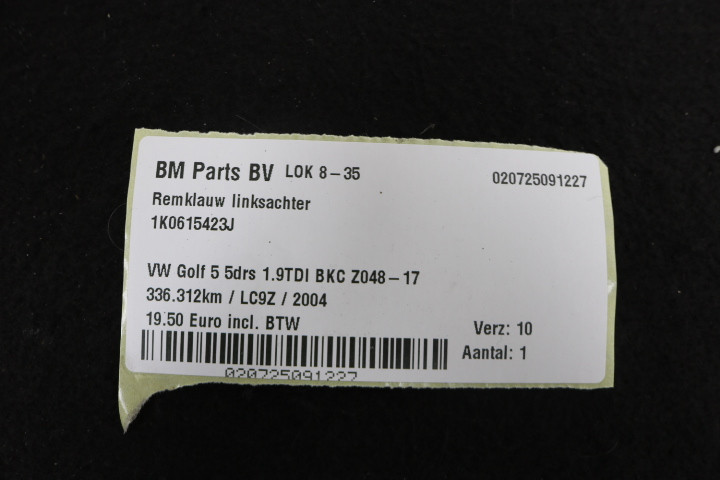 BM Parts BV LOK 8-35 020725091227
Remklauw linksachter
1K0615423J
VW Golf 5 5drs 1.9TDI BKC Z048-17
336.312km / LC9Z / 2004
19.50 Euro incl. BTW Verz: 10
Aantal: 1
020725091227